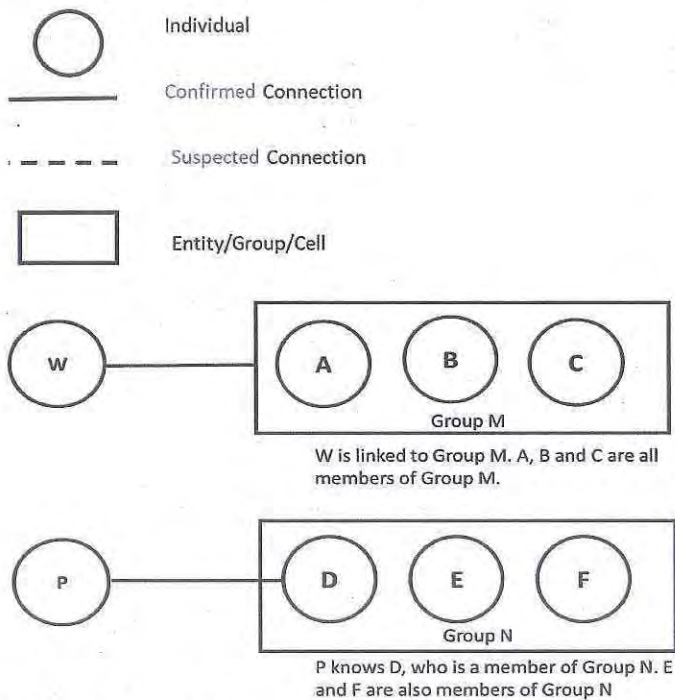 Individual
Confirmed Connection
Suspected Connection
Entity/Group/Cell
W
A
B
C
Group M
W is linked to Group M. A, B and C are all
members of Group M.
P
D
E
F
Group N
P knows D, who is a member of Group N. E
and F are also members of Group N